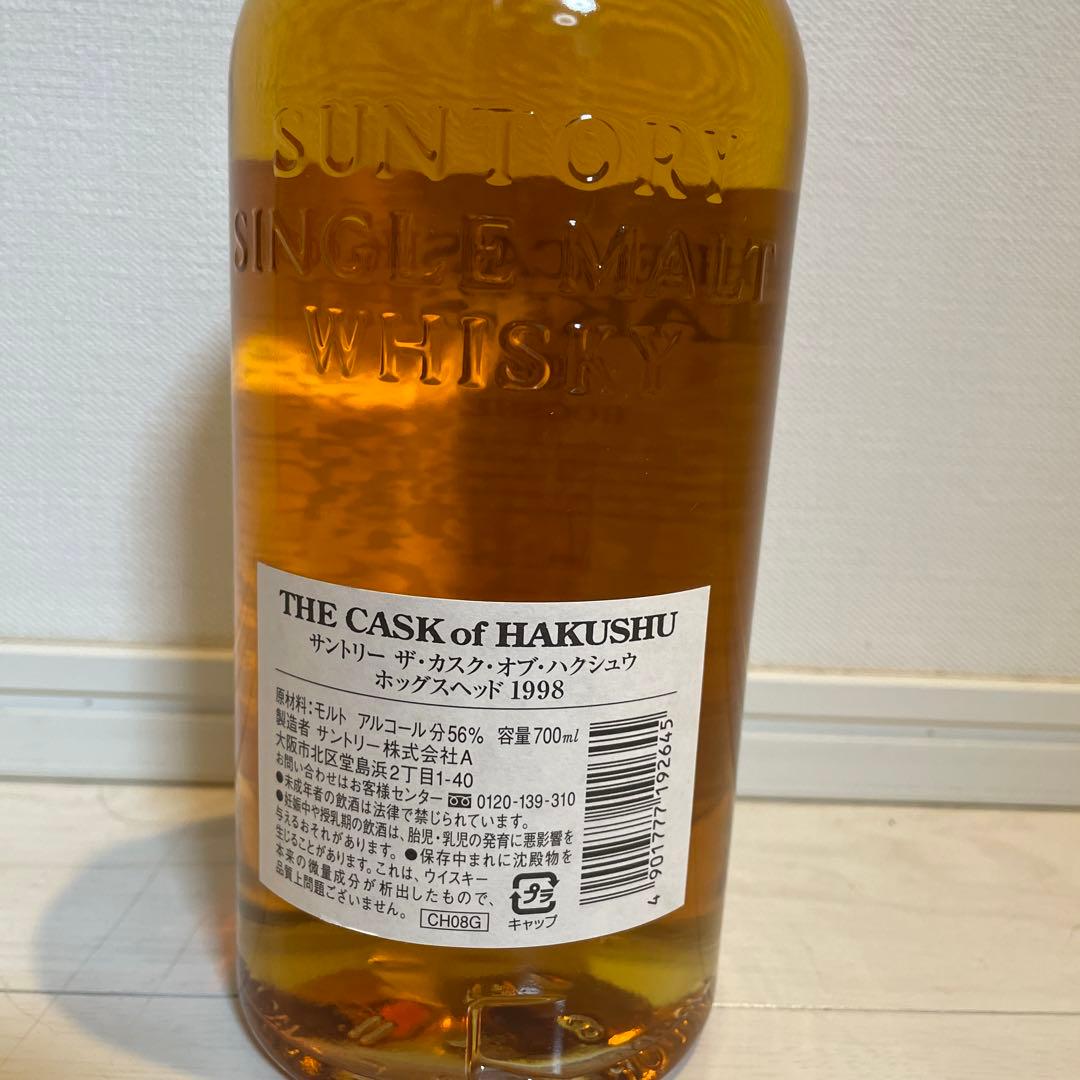 SUNTORY
SINGLE MALT
WHISKY
THE CASK of HAKUSHU
サントリー ザ・カスク・オブ・ハクシュウ
ホッグスヘッド 1998
原材料:モルト アルコール分56% 容量700ml
製造者 サントリー株式会社A
大阪市北区堂島浜2丁目1-40
お問い合わせはお客様センター 0120-139-310
●未成年者の飲酒は法律で禁じられています。
●妊娠中や授乳期の飲酒は、胎児・乳児の発育に悪影響を
与えるおそれがあります。●保存中まれに沈殿物を
生じることがあります。これは、ウイスキー
本来の微量成分が析出したもので、
品質上問題ございません。
CH08G
プラ
キャップ
4901777192645